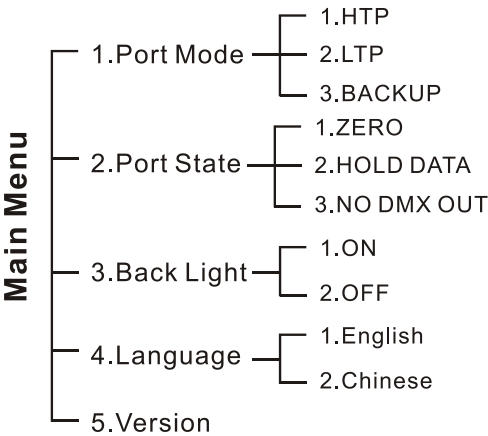 Main Menu
1.Port Mode
1.HTP
2.LTP
3.BACKUP
2.Port State
1.ZERO
2.HOLD DATA
3.NO DMX OUT
3.Back Light
1.ON
2.OFF
4.Language
1.English
2.Chinese
5.Version